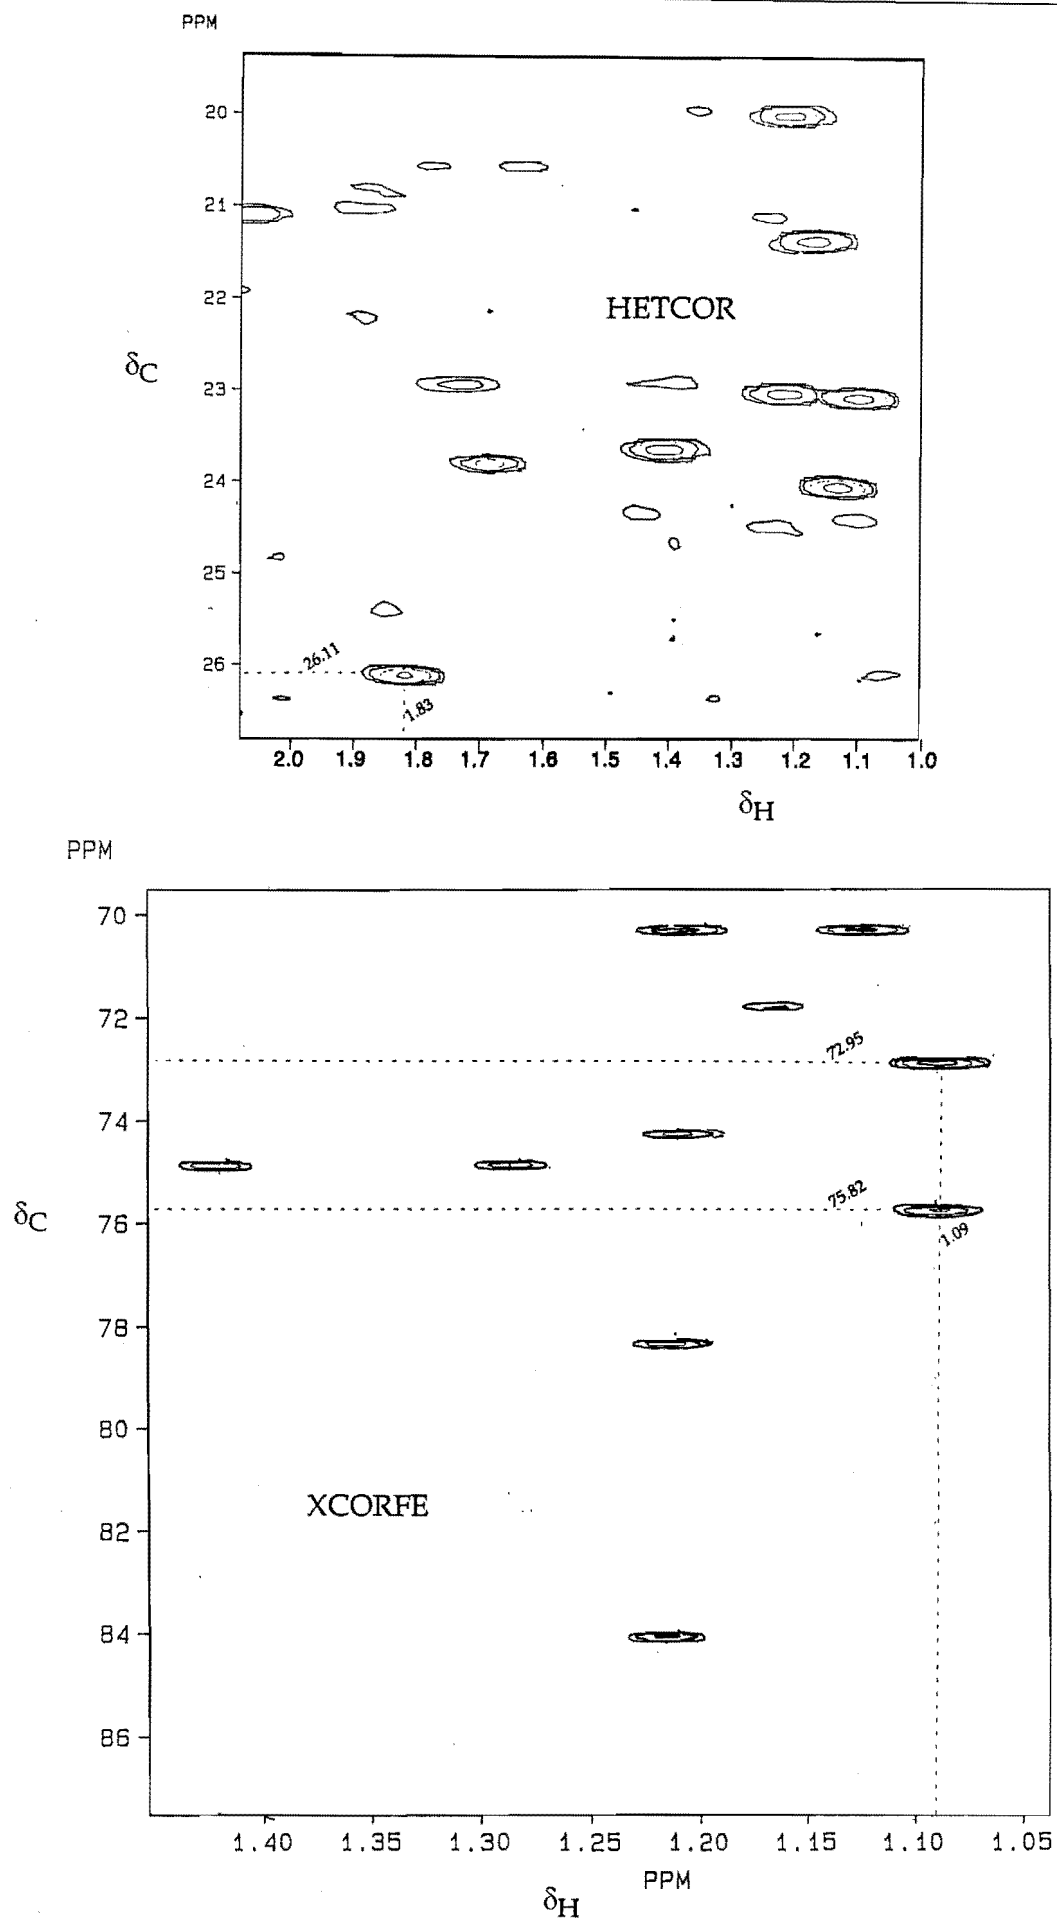 PPM
20
21
22
HETCOR
δC
23
24
25
26.11
26
1.83
2.0 1.9 1.8 1.7 1.6 1.5 1.4 1.3 1.2 1.1 1.0
δH
PPM
70
72
72.95
74
75.82
δC
76
1.09
78
80
XCORFE
82
84
86
1.40 1.35 1.30 1.25 1.20 1.15 1.10 1.05
PPM
δH